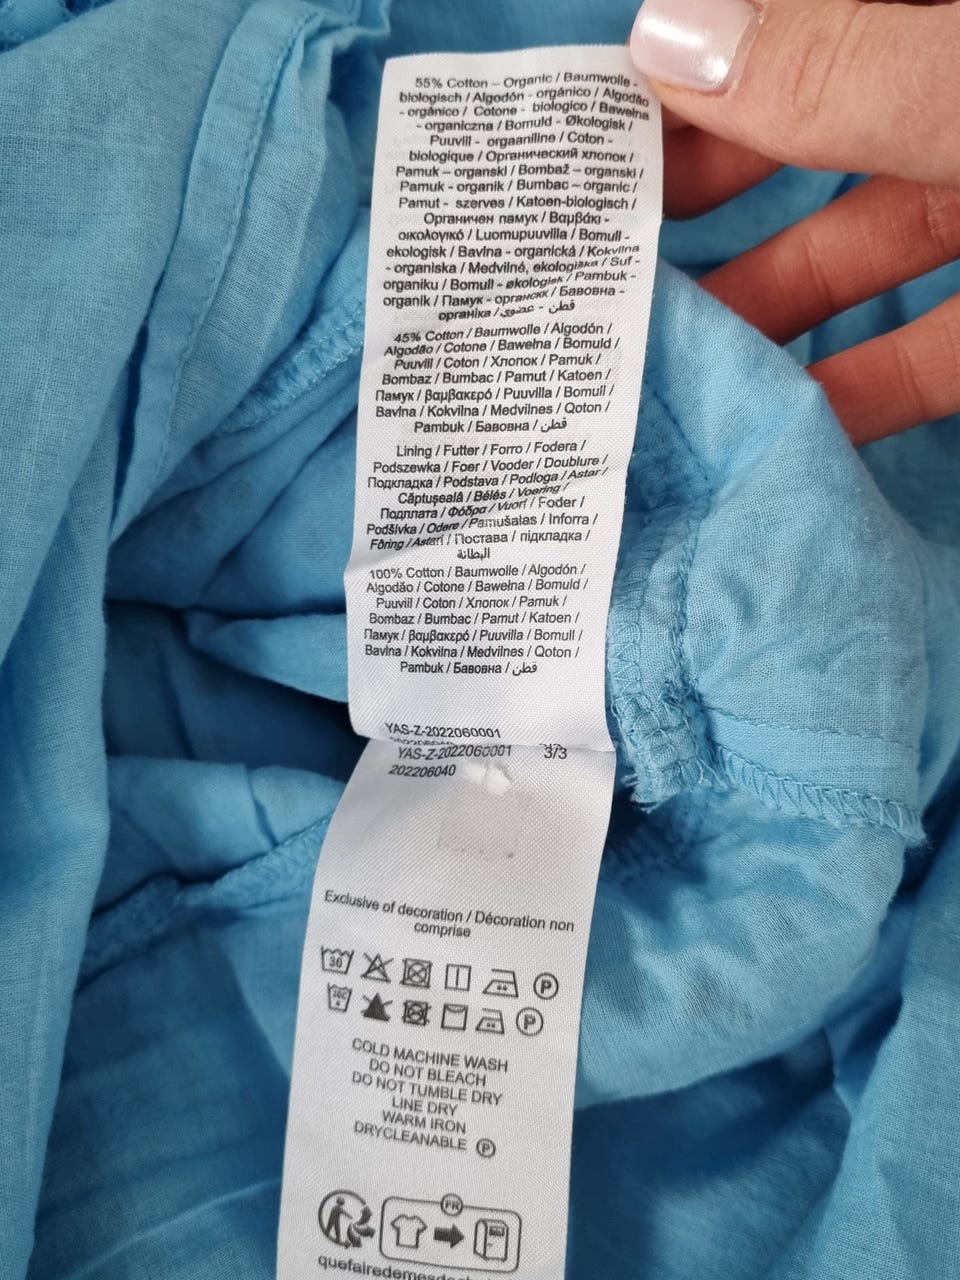 55% Cotton – Organic / Baumwolle -
biologisch / Algodón - orgánico / Algodão
- orgânico / Cotone - biologico / Bawełna
- organiczna / Bomuld - Økologisk /
Puuvill - orgaaniline / Coton -
biologique / Органический хлопок /
Pamuk – organski / Bombaž – organski /
Pamuk - organik / Bumbac – organic /
Pamut - szerves / Katoen-biologisch /
Органичен памук / Βαμβάκι -
οικολογικό / Luomupuuvilla / Bomull -
ekologisk / Bavlna - organická / Kokvilna
- organiska / Medvilnė, ekologiška / Suf -
organiku / Bomull - økologisk / Pambuk -
organik / Памук - органски / Бавовна -
органіка / قطن - عضوي
45% Cotton / Baumwolle / Algodón /
Algodão / Cotone / Bawełna / Bomuld /
Puuvill / Coton / Хлопок / Pamuk /
Bombaz / Bumbac / Pamut / Katoen /
Памук / βαμβακερό / Puuvilla / Bomull /
Bavlna / Kokvilna / Medvilnes / Qoton /
Pambuk / Бавовна / قطن
Lining / Futter / Forro / Fodera /
Podszewka / Foer / Vooder / Doublure /
Подкладка / Podstava / Podloga / Astar /
Căptușeală / Bélés / Voering /
Подплата / Φόδρα / Vuori / Foder /
Podšívka / Odere / Pamušalas / Inforra /
Fôring / Astari / Постава / підкладка /
البطانة
100% Cotton / Baumwolle / Algodón /
Algodão / Cotone / Bawełna / Bomuld /
Puuvill / Coton / Хлопок / Pamuk /
Bombaz / Bumbac / Pamut / Katoen /
Памук / βαμβακερό / Puuvilla / Bomull /
Bavlna / Kokvilna / Medvilnes / Qoton /
Pambuk / Бавовна / قطن
YAS-Z-2022060001
YAS-Z-2022060001 3/3
202206040
Exclusive of decoration / Décoration non
comprise
30 P
30C P
COLD MACHINE WASH
DO NOT BLEACH
DO NOT TUMBLE DRY
LINE DRY
WARM IRON
DRYCLEANABLE P
FR